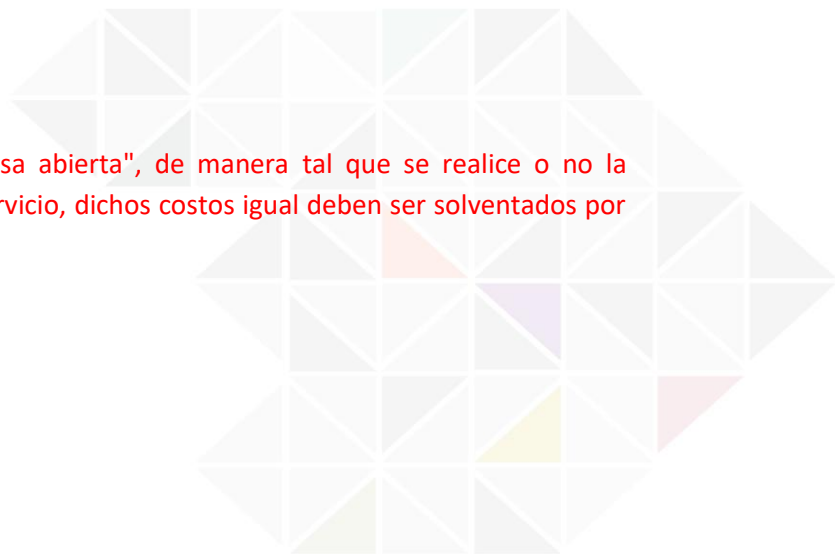 sa abierta", de manera tal que se realice o no la
rvicio, dichos costos igual deben ser solventados por